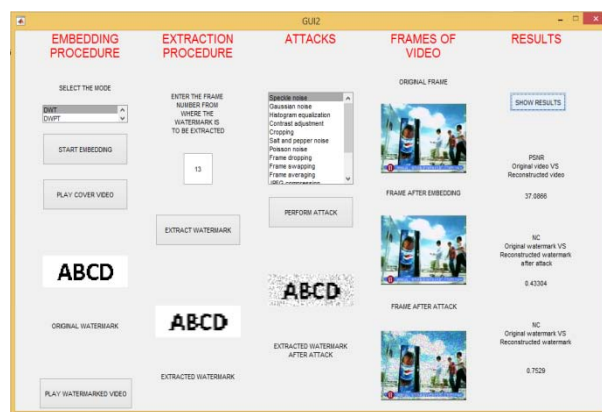 GUI2
EMBEDDING
PROCEDURE
SELECT THE MODE
DWT
DWPT
START EMBEDDING
PLAY COVER VIDEO
ABCD
ORIGINAL WATERMARK
PLAY WATERMARKED VIDEO
EXTRACTION
PROCEDURE
ENTER THE FRAME
NUMBER FROM
WHERE THE
WATERMARK IS
TO BE EXTRACTED
13
EXTRACT WATERMARK
ABCD
EXTRACTED WATERMARK
ATTACKS
Speckle noise
Gaussian noise
Histogram equalization
Contrast adjustment
Cropping
Salt and pepper noise
Poisson noise
Frame dropping
Frame swapping
Frame averaging
JPEG compression
PERFORM ATTACK
ABCD
EXTRACTED WATERMARK
AFTER ATTACK
FRAMES OF
VIDEO
ORIGINAL FRAME
FRAME AFTER EMBEDDING
FRAME AFTER ATTACK
RESULTS
SHOW RESULTS
PSNR
Original video VS
Reconstructed video
37.0866
NC
Original watermark VS
Reconstructed watermark
after attack
0.43304
NC
Original watermark VS
Reconstructed watermark
0.7529